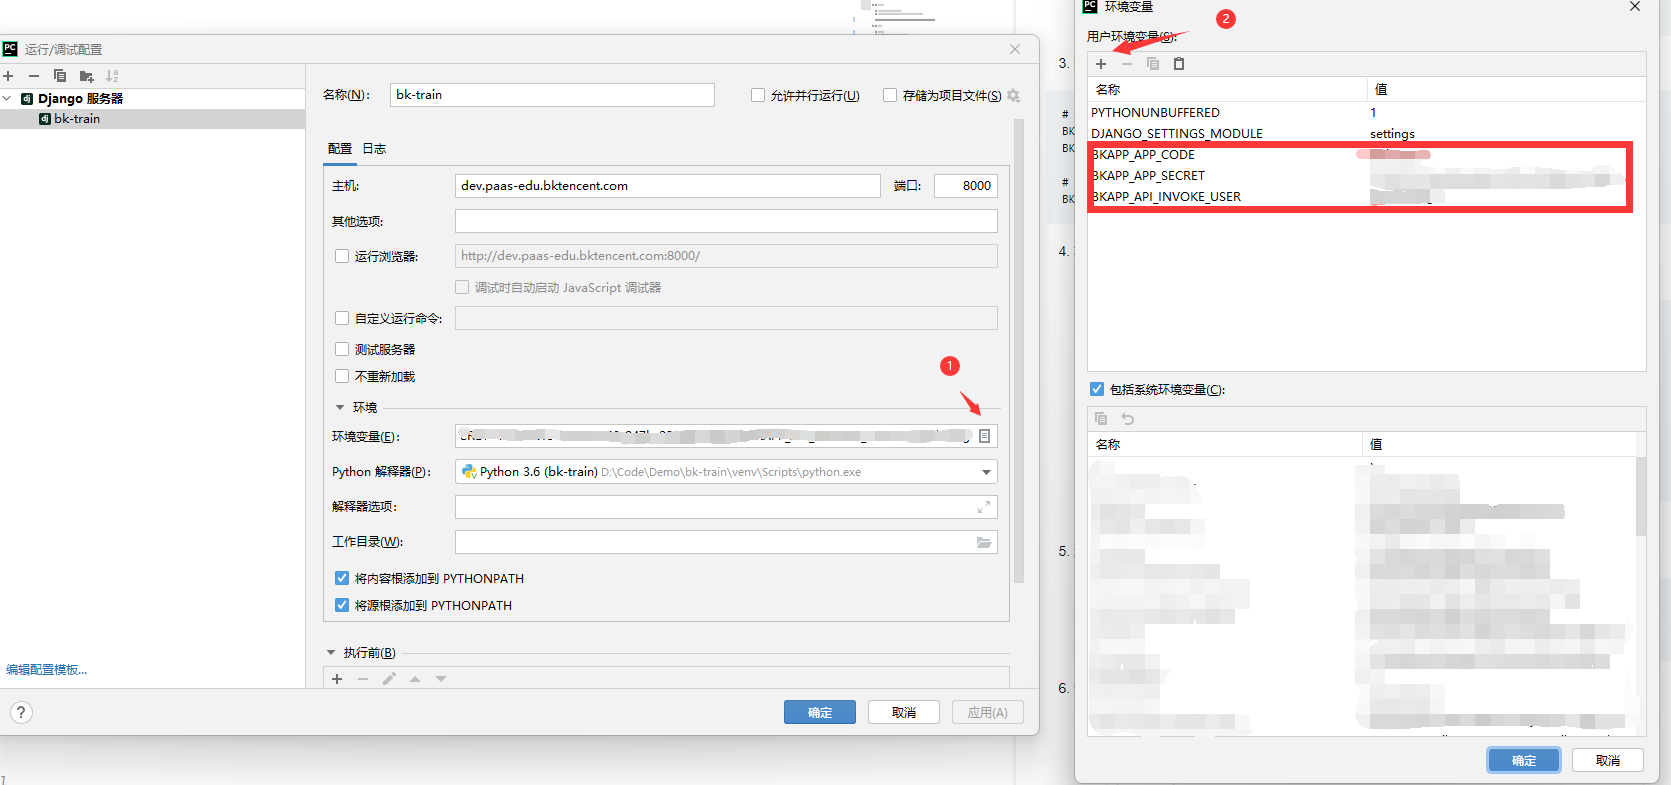 运行/调试配置
Django 服务器
bk-train
编辑配置模板...
名称(N):
bk-train
允许并行运行(U)
存储为项目文件(S)
配置
日志
主机:
dev.paas-edu.bktencent.com
端口:
8000
其他选项:
运行浏览器:
http://dev.paas-edu.bktencent.com:8000/
调试时自动启动 JavaScript 调试器
自定义运行命令:
测试服务器
不重新加载
1
环境
环境变量(E):
Python 解释器(P):
Python 3.6 (bk-train) D:\Code\Demo\bk-train\venv\Scripts\python.exe
解释器选项:
工作目录(W):
将内容根添加到 PYTHONPATH
将源根添加到 PYTHONPATH
执行前(B)
?
确定
取消
应用(A)
3.
#
BK
BK
#
BK
4.
5.
6.
环境变量
2
用户环境变量(S):
名称
值
PYTHONUNBUFFERED
1
DJANGO_SETTINGS_MODULE
settings
BKAPP_APP_CODE
BKAPP_APP_SECRET
BKAPP_API_INVOKE_USER
包括系统环境变量(C):
名称
值
确定
取消